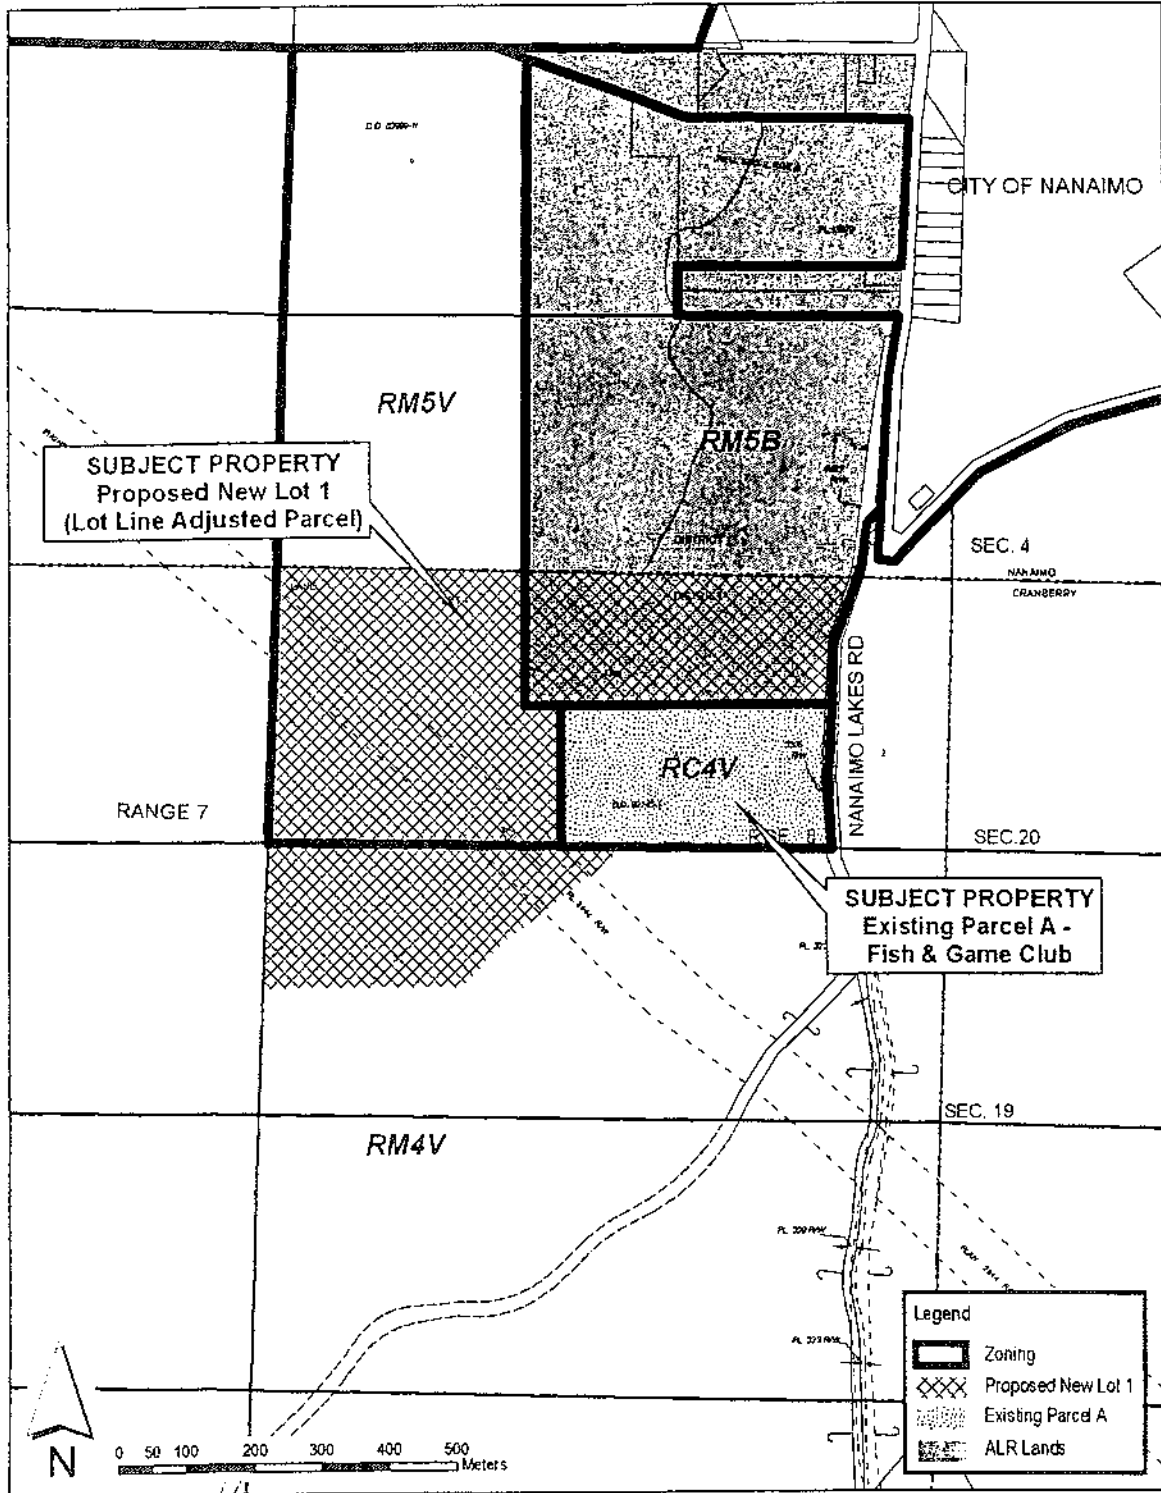 CITY OF NANAIMO
RM5V
RM5B
SUBJECT PROPERTY
Proposed New Lot 1
(Lot Line Adjusted Parcel)
SEC. 4
NANAIMO
CRANBERRY
NANAIMO LAKES RD
RC4V
RANGE 7
SEC.20
SUBJECT PROPERTY
Existing Parcel A -
Fish & Game Club
SEC. 19
RM4V
Legend
Zoning
Proposed New Lot 1
Existing Parcel A
ALR Lands
N
0 50 100 200 300 400 500
Meters